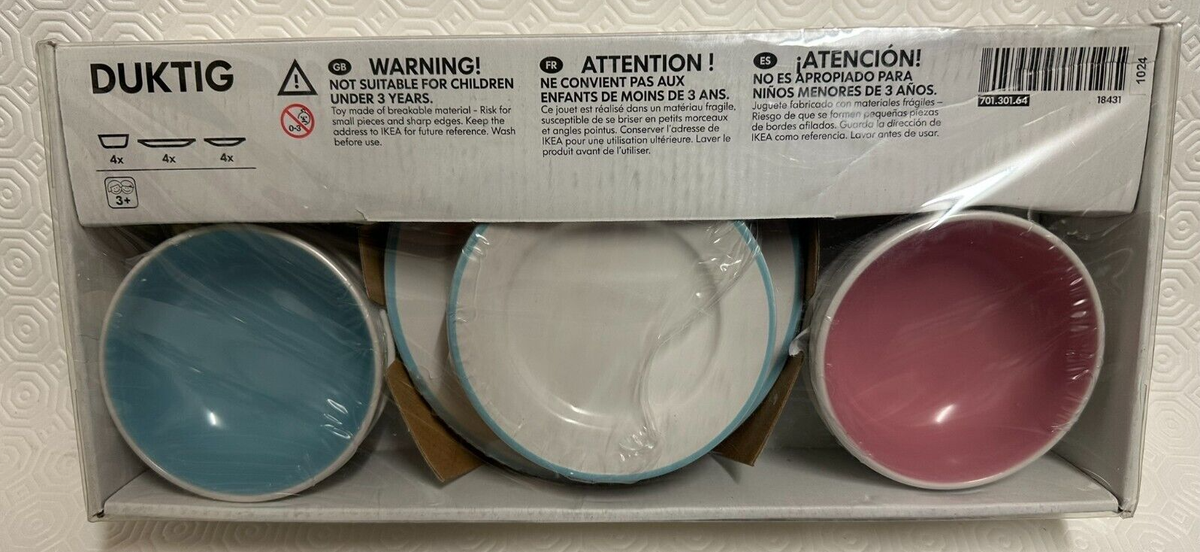 DUKTIG
4x 4x 4x
3+
0-3
GB WARNING!
NOT SUITABLE FOR CHILDREN
UNDER 3 YEARS.
Toy made of breakable material - Risk for
small pieces and sharp edges. Keep the
address to IKEA for future reference. Wash
before use.
FR ATTENTION !
NE CONVIENT PAS AUX
ENFANTS DE MOINS DE 3 ANS.
Ce jouet est réalisé dans un matériau fragile,
susceptible de se briser en petits morceaux
et angles pointus. Conserver l'adresse de
IKEA pour une utilisation ultérieure. Laver le
produit avant de l'utiliser.
ES ¡ATENCIÓN!
NO ES APROPIADO PARA
NIÑOS MENORES DE 3 AÑOS.
Juguete fabricado con materiales frágiles –
Riesgo de que se formen pequeñas piezas
de bordes afilados. Guarda la dirección de
IKEA como referencia. Lavar antes de usar.
701.301.64 18431
1024